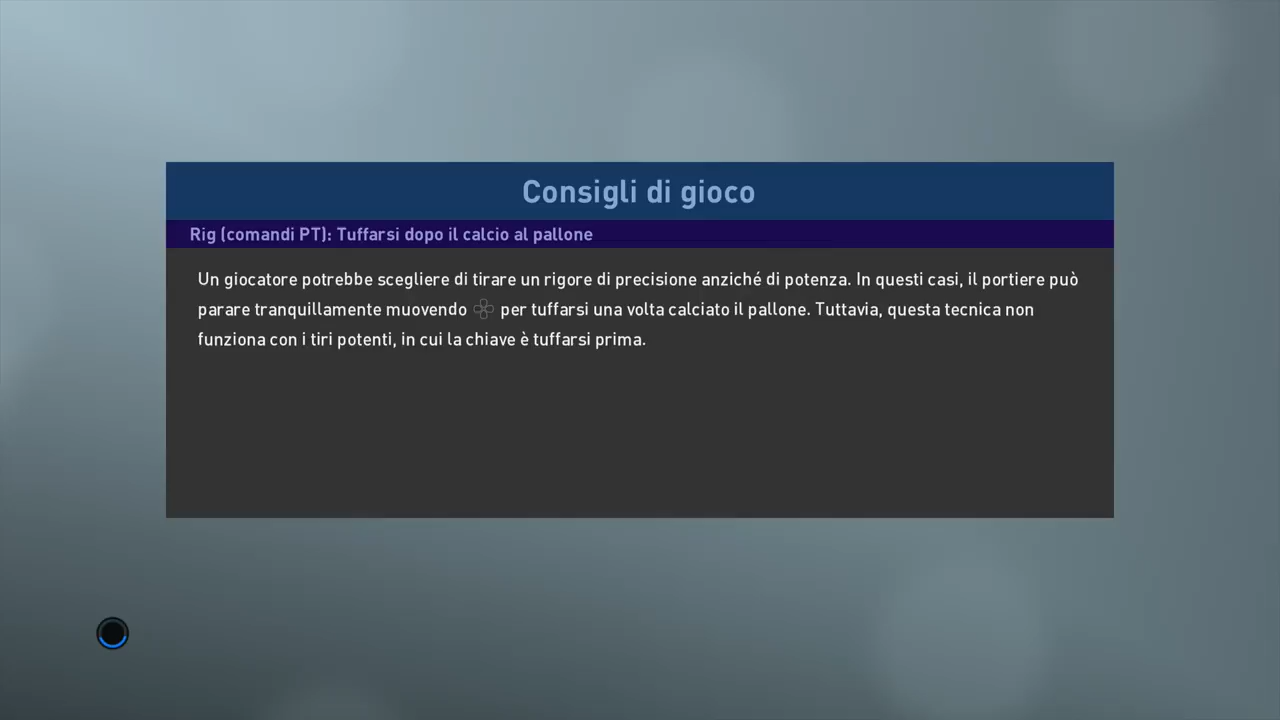 Consigli di gioco
Rig (comandi PT): Tuffarsi dopo il calcio al pallone
Un giocatore potrebbe scegliere di tirare un rigore di precisione anziché di potenza. In questi casi, il portiere può
parare tranquillamente muovendo per tuffarsi una volta calciato il pallone. Tuttavia, questa tecnica non
funziona con i tiri potenti, in cui la chiave è tuffarsi prima.